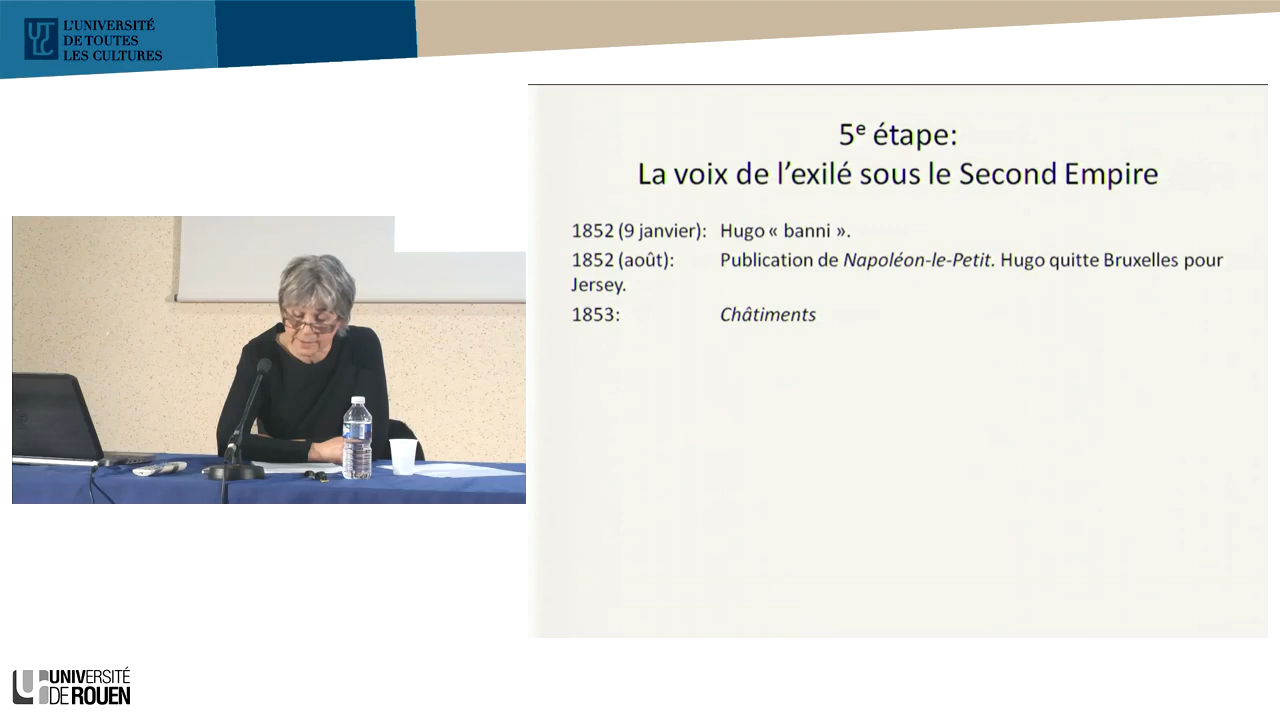 L'UNIVERSITÉ
DE TOUTES
LES CULTURES
5e étape:
La voix de l'exilé sous le Second Empire
1852 (9 janvier): Hugo « banni ».
1852 (août): Publication de Napoléon-le-Petit. Hugo quitte Bruxelles pour
Jersey.
1853: Châtiments
UNIVERSITÉ
DE ROUEN